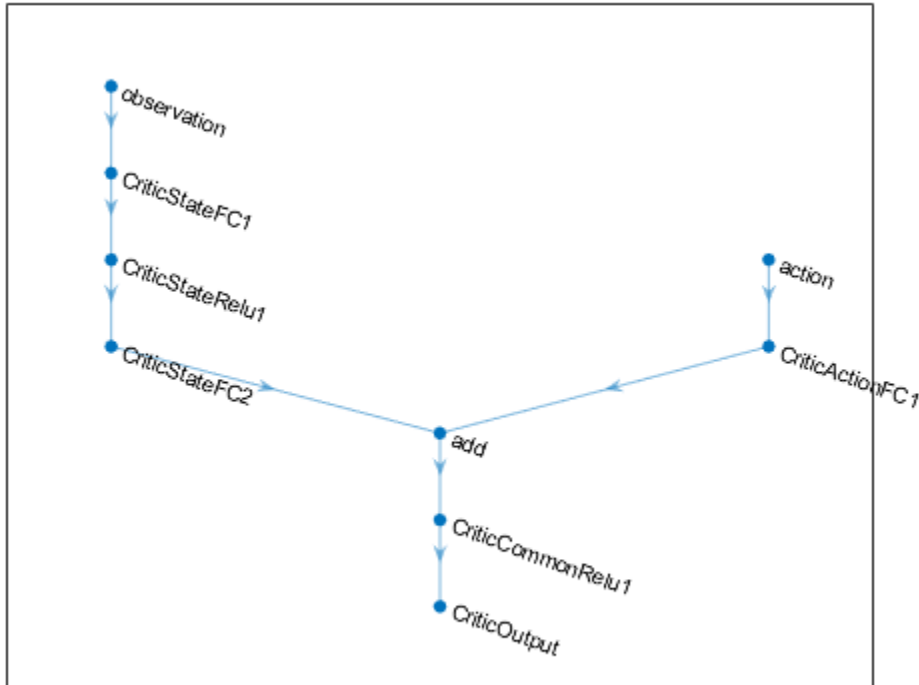 observation
CriticStateFC1
CriticStateRelu1
action
CriticStateFC2
CriticActionFC1
add
CriticCommonRelu1
CriticOutput